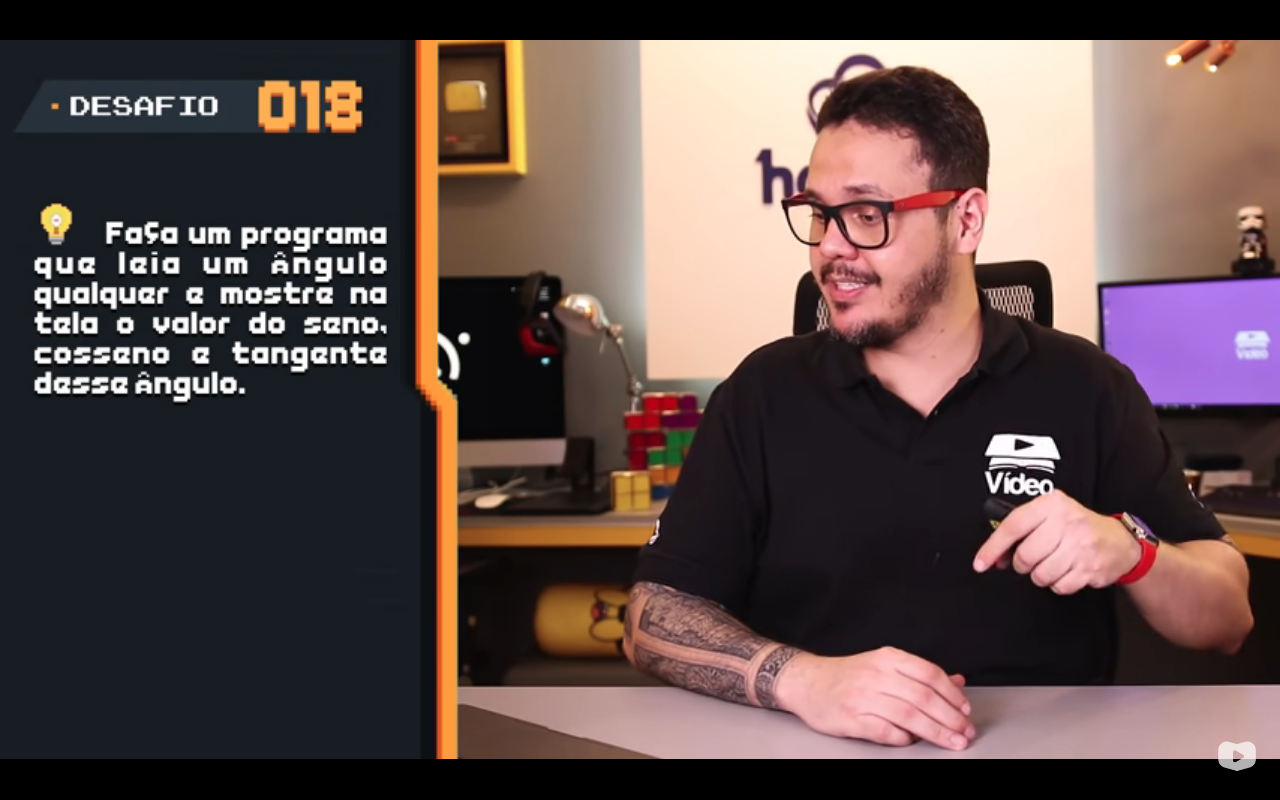 DESAFIO 018
Faça um programa
que leia um ângulo
qualquer e mostre na
tela o valor do seno,
cosseno e tangente
desse ângulo.
Vídeo